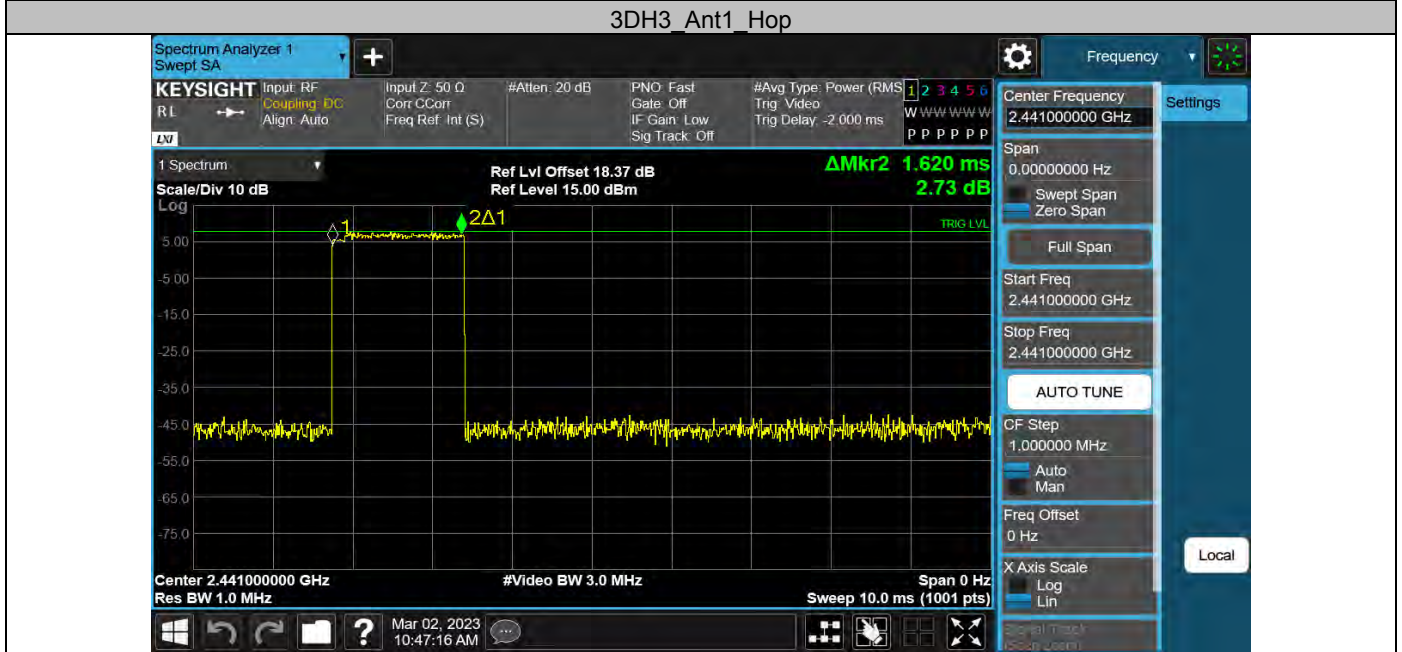 3DH3_Ant1_Hop
Spectrum Analyzer 1
Swept SA
Frequency
KEYSIGHT
RL
LXI
Input: RF
Coupling: DC
Align: Auto
Input Z: 50 Ω
Corr CCorr
Freq Ref: Int (S)
#Atten: 20 dB
PNO: Fast
Gate: Off
IF Gain: Low
Sig Track: Off
#Avg Type: Power (RMS
Trig: Video
Trig Delay: -2.000 ms
1 2 3 4 5 6
W W W W W W
P P P P P P
1 Spectrum
Scale/Div 10 dB
Log
Ref Lvl Offset 18.37 dB
Ref Level 15.00 dBm
ΔMkr2 1.620 ms
2.73 dB
1
2Δ1
TRIG LVL
5.00
-5.00
-15.0
-25.0
-35.0
-45.0
-55.0
-65.0
-75.0
Center 2.441000000 GHz
Res BW 1.0 MHz
#Video BW 3.0 MHz
Span 0 Hz
Sweep 10.0 ms (1001 pts)
Mar 02, 2023
10:47:16 AM
Center Frequency
2.441000000 GHz
Settings
Span
0.00000000 Hz
Swept Span
Zero Span
Full Span
Start Freq
2.441000000 GHz
Stop Freq
2.441000000 GHz
AUTO TUNE
CF Step
1.000000 MHz
Auto
Man
Freq Offset
0 Hz
X Axis Scale
Log
Lin
Local